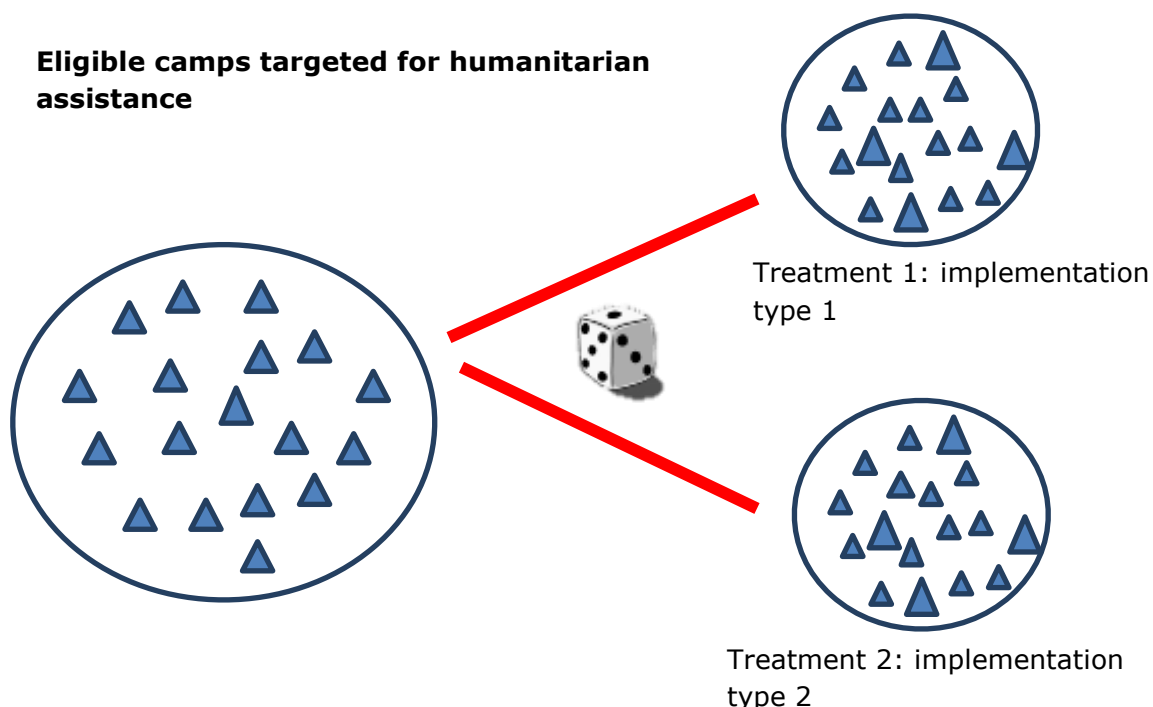 Eligible camps targeted for humanitarian
assistance
Treatment 1: implementation
type 1
Treatment 2: implementation
type 2